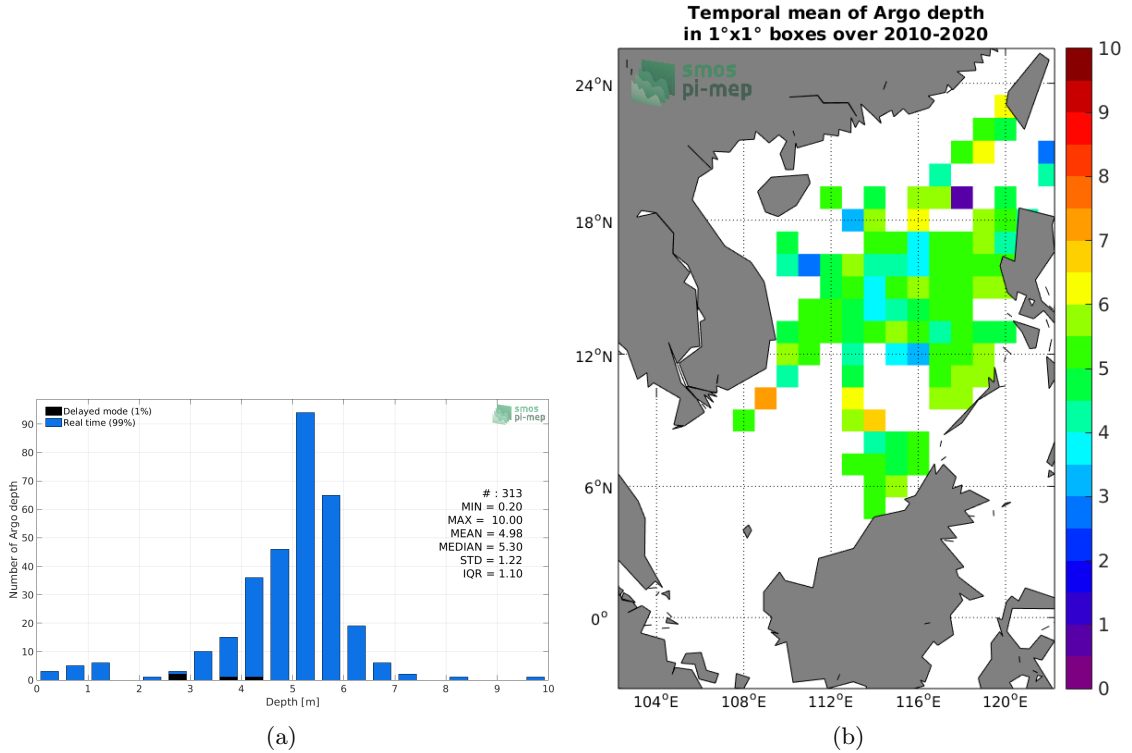 Temporal mean of Argo depth
in 1°x1° boxes over 2010-2020
smos
pi-mep
24°N
18°N
12°N
6°N
0°
104°E
108°E
112°E
116°E
120°E
10
9
8
7
6
5
4
3
2
1
0
(b)
Delayed mode (1%)
Real time (99%)
smos
pi-mep
# : 313
MIN = 0.20
MAX = 10.00
MEAN = 4.98
MEDIAN = 5.30
STD = 1.22
IQR = 1.10
Number of Argo depth
90
80
70
60
50
40
30
20
10
0
0 1 2 3 4 5 6 7 8 9 10
Depth [m]
(a)